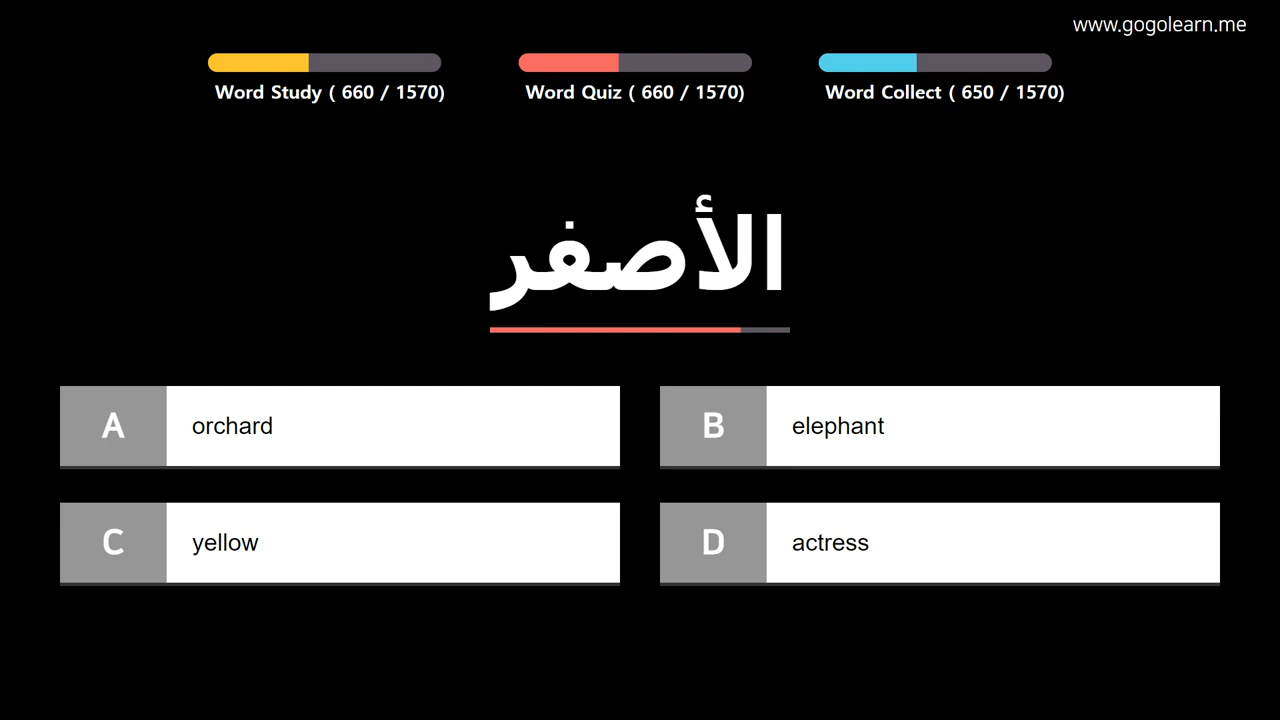 www.gogolearn.me
Word Study ( 660 / 1570)
Word Quiz ( 660 / 1570)
Word Collect ( 650 / 1570)
الأصفر
A orchard
B elephant
C yellow
D actress